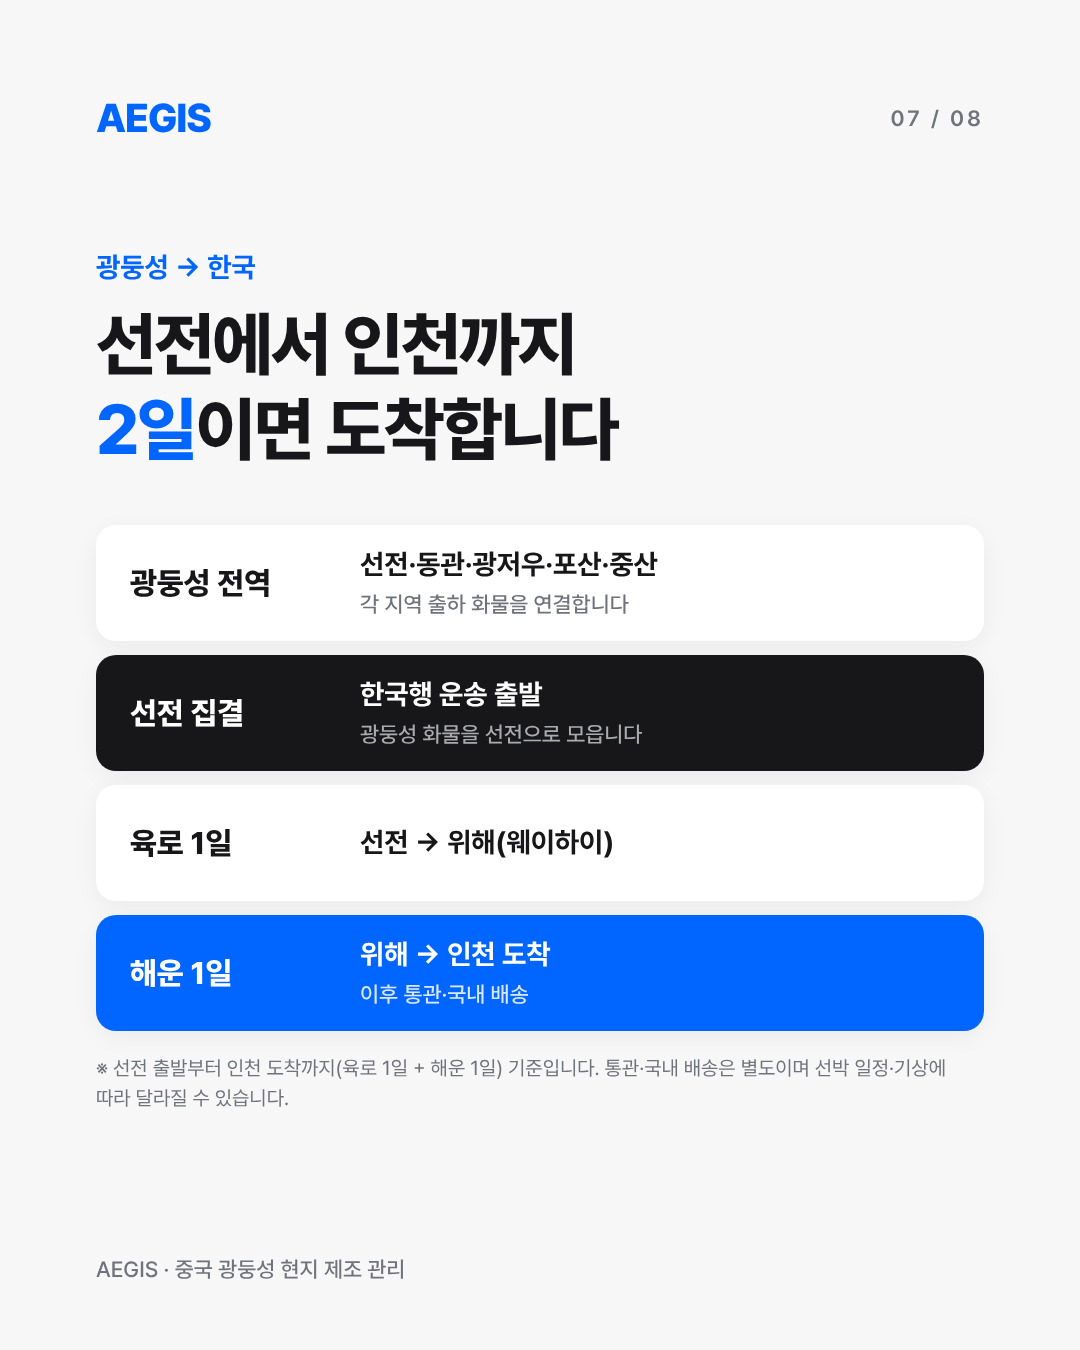 AEGIS
07 / 08
광둥성 → 한국
선전에서 인천까지
2일이면 도착합니다
광둥성 전역
선전·동관·광저우·포산·중산
각 지역 출하 화물을 연결합니다
선전 집결
한국행 운송 출발
광둥성 화물을 선전으로 모읍니다
육로 1일
선전 → 위해(웨이하이)
해운 1일
위해 → 인천 도착
이후 통관·국내 배송
※ 선전 출발부터 인천 도착까지(육로 1일 + 해운 1일) 기준입니다. 통관·국내 배송은 별도이며 선박 일정·기상에
따라 달라질 수 있습니다.
AEGIS · 중국 광둥성 현지 제조 관리